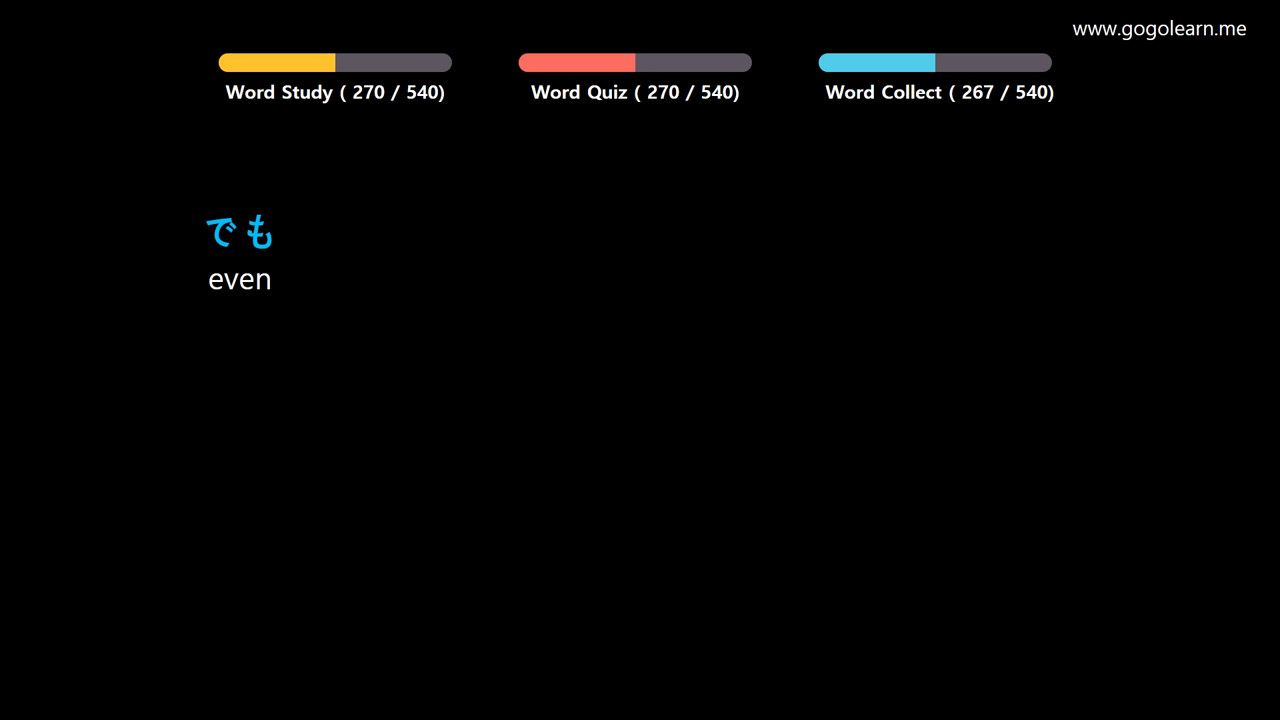 www.gogolearn.me
Word Study ( 270 / 540)
Word Quiz ( 270 / 540)
Word Collect ( 267 / 540)
でも
even